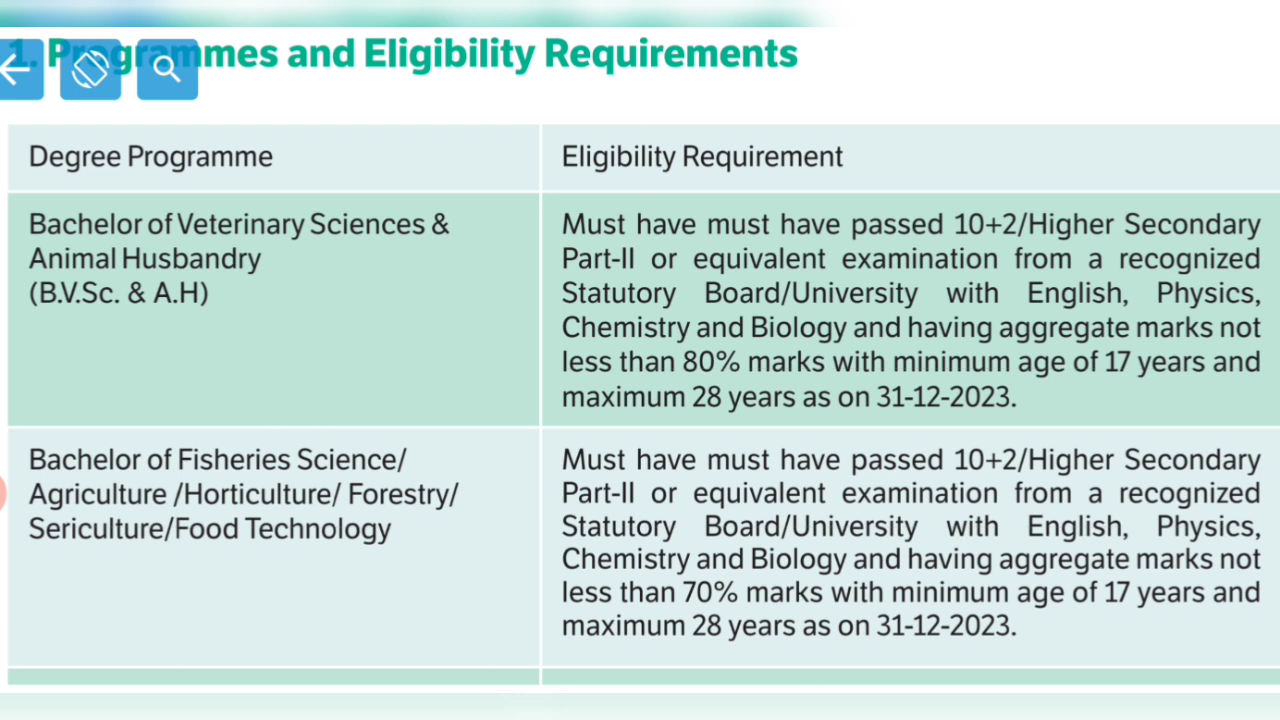 1. Programmes and Eligibility Requirements
Degree Programme
Eligibility Requirement
Bachelor of Veterinary Sciences &
Animal Husbandry
(B.V.Sc. & A.H)
Must have must have passed 10+2/Higher Secondary
Part-II or equivalent examination from a recognized
Statutory Board/University with English, Physics,
Chemistry and Biology and having aggregate marks not
less than 80% marks with minimum age of 17 years and
maximum 28 years as on 31-12-2023.
Bachelor of Fisheries Science/
Agriculture /Horticulture/ Forestry/
Sericulture/Food Technology
Must have must have passed 10+2/Higher Secondary
Part-II or equivalent examination from a recognized
Statutory Board/University with English, Physics,
Chemistry and Biology and having aggregate marks not
less than 70% marks with minimum age of 17 years and
maximum 28 years as on 31-12-2023.